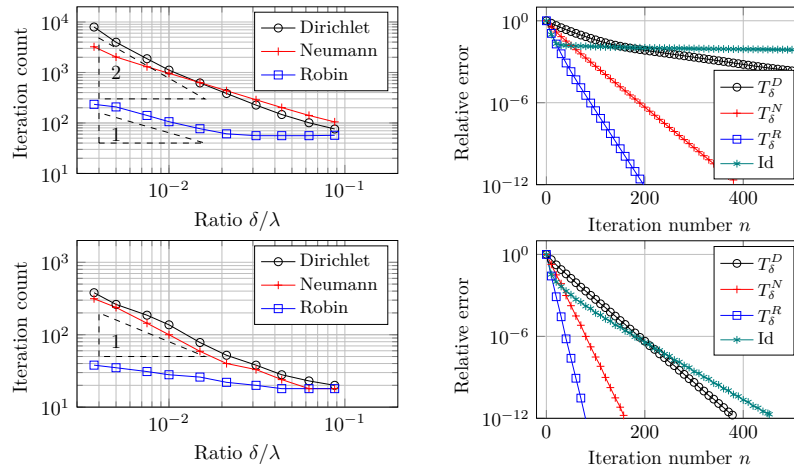 10^4
10^3
10^2
10^1
Iteration count
2
1
Dirichlet
Neumann
Robin
10^{-2}
10^{-1}
Ratio δ/λ
10^0
10^{-6}
10^{-12}
Relative error
T_δ^D
T_δ^N
T_δ^R
Id
0
200
400
Iteration number n
10^3
10^2
10^1
Iteration count
1
Dirichlet
Neumann
Robin
10^{-2}
10^{-1}
Ratio δ/λ
10^0
10^{-6}
10^{-12}
Relative error
T_δ^D
T_δ^N
T_δ^R
Id
0
200
400
Iteration number n